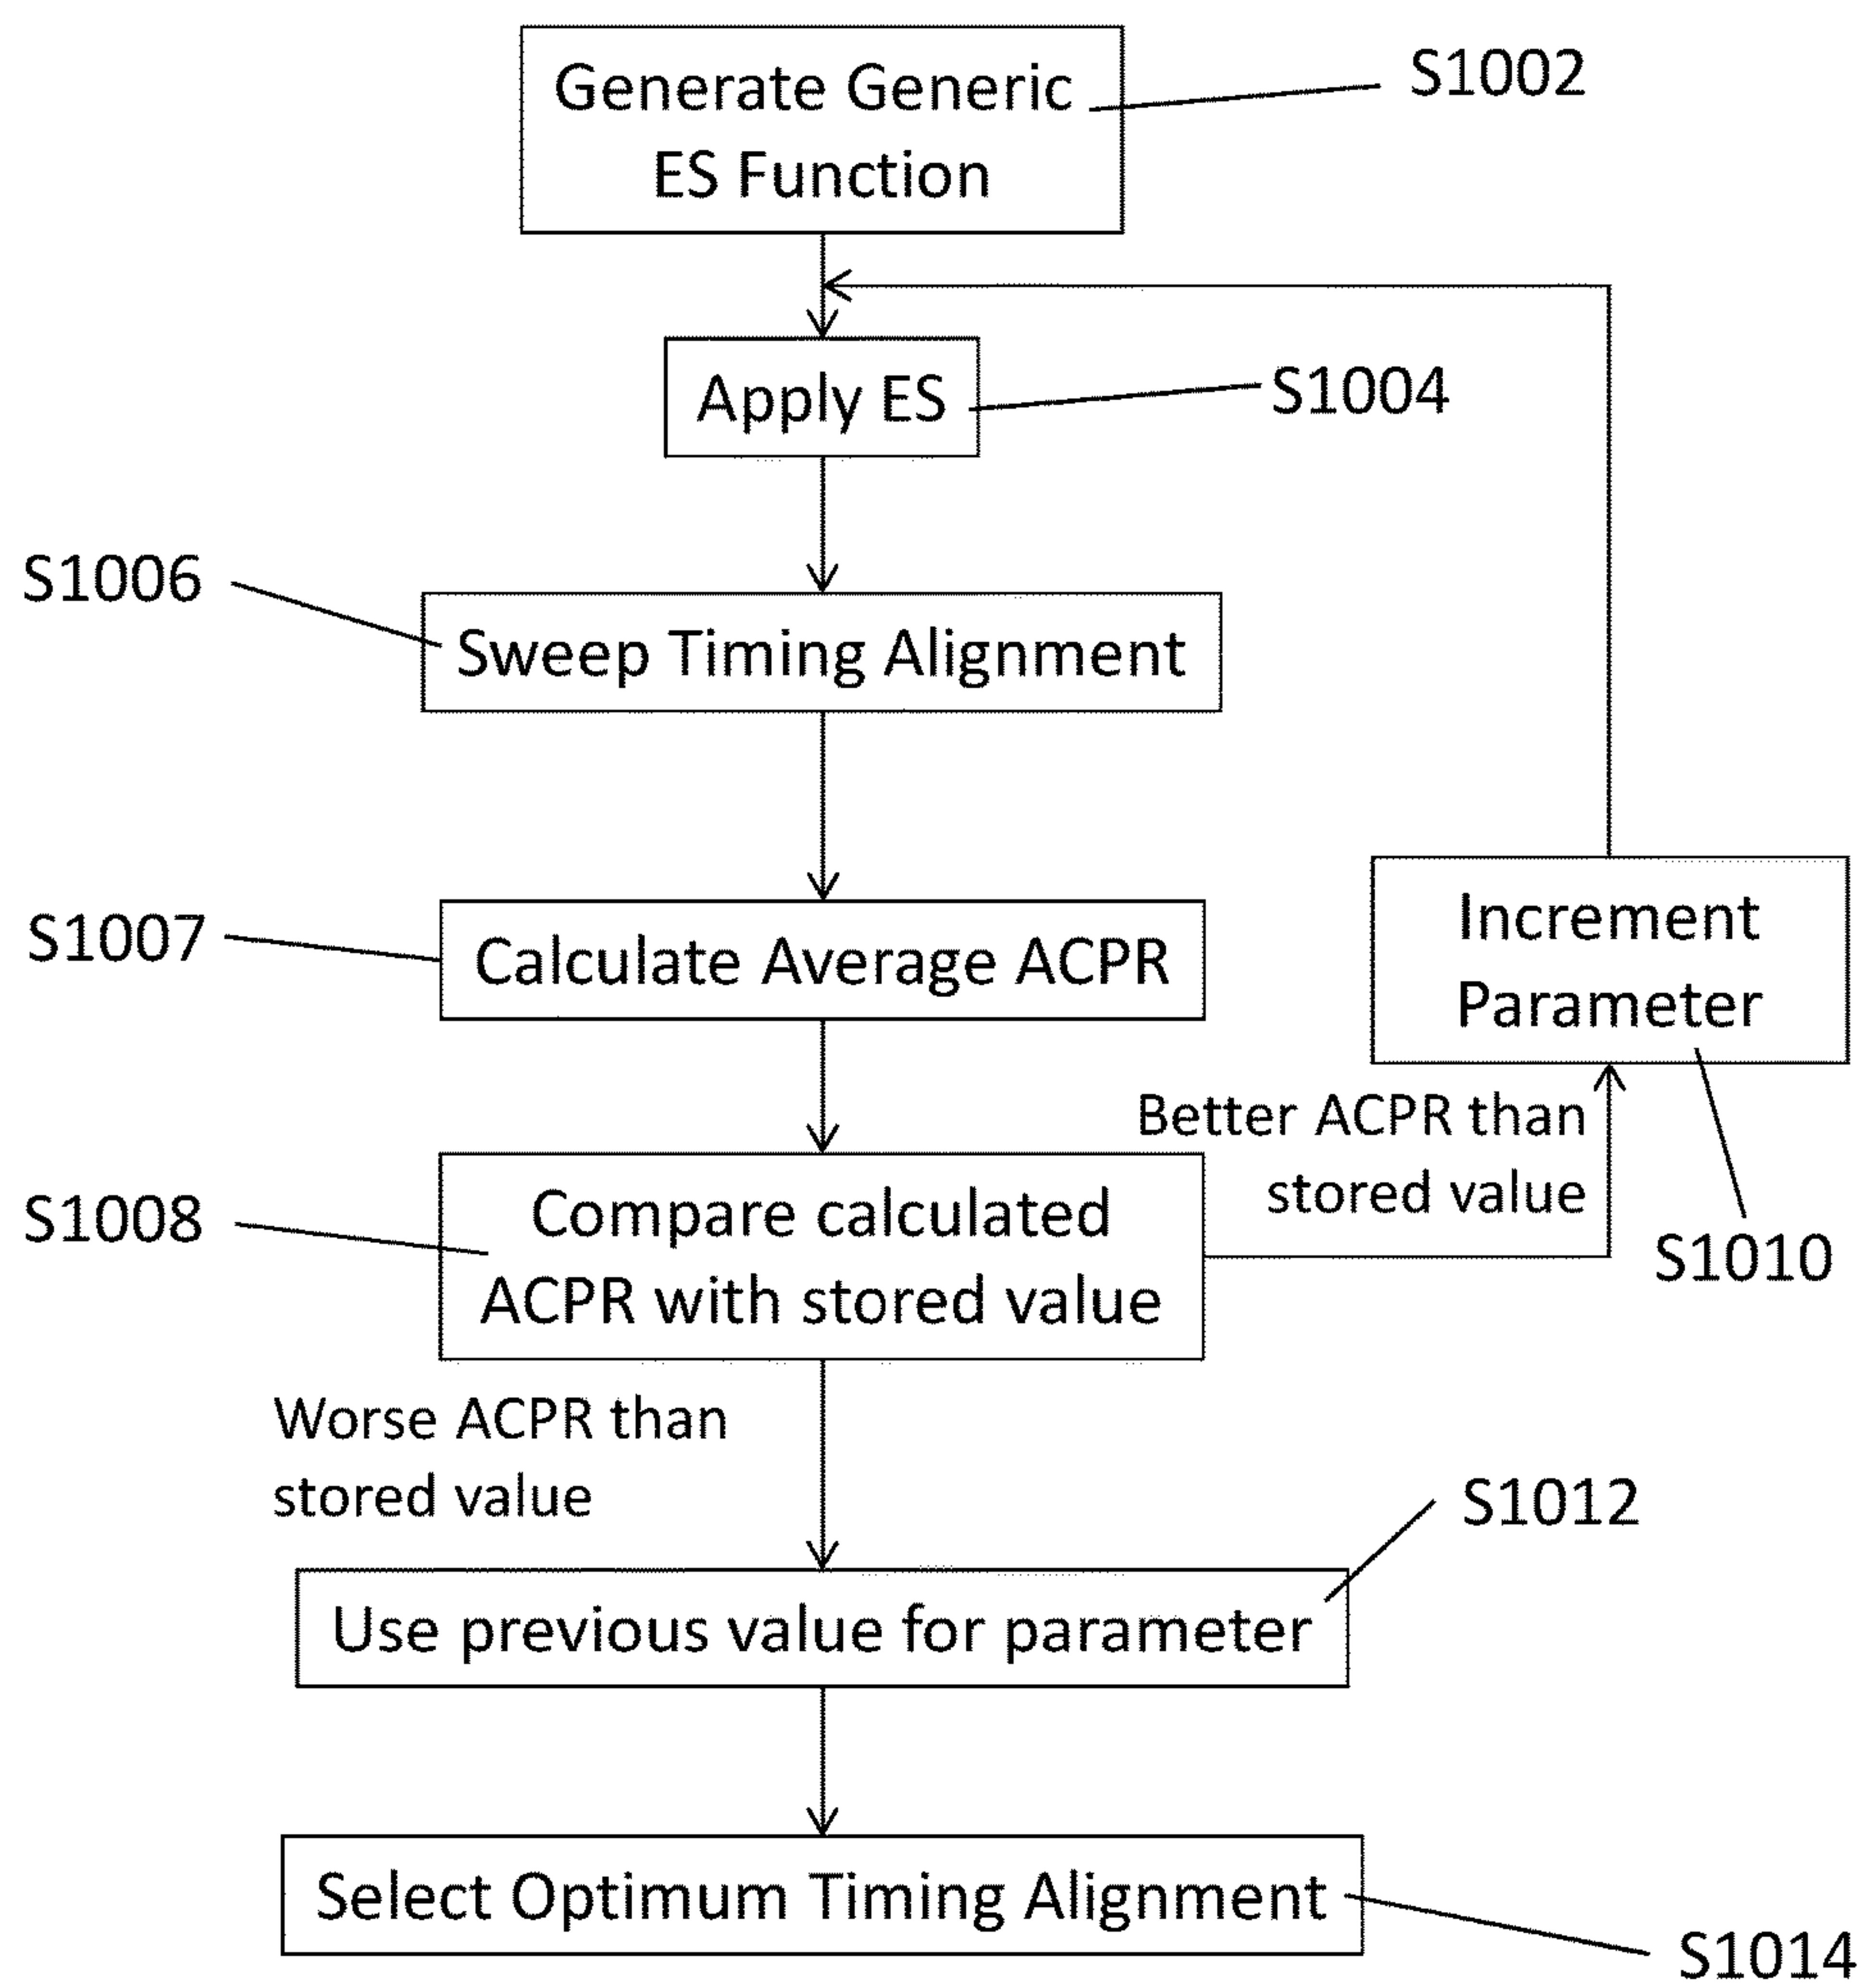 Generate Generic
ES Function
S1002
Apply ES
S1004
S1006
Sweep Timing Alignment
S1007
Calculate Average ACPR
Increment
Parameter
S1010
Better ACPR than
stored value
S1008
Compare calculated
ACPR with stored value
Worse ACPR than
stored value
S1012
Use previous value for parameter
Select Optimum Timing Alignment
S1014